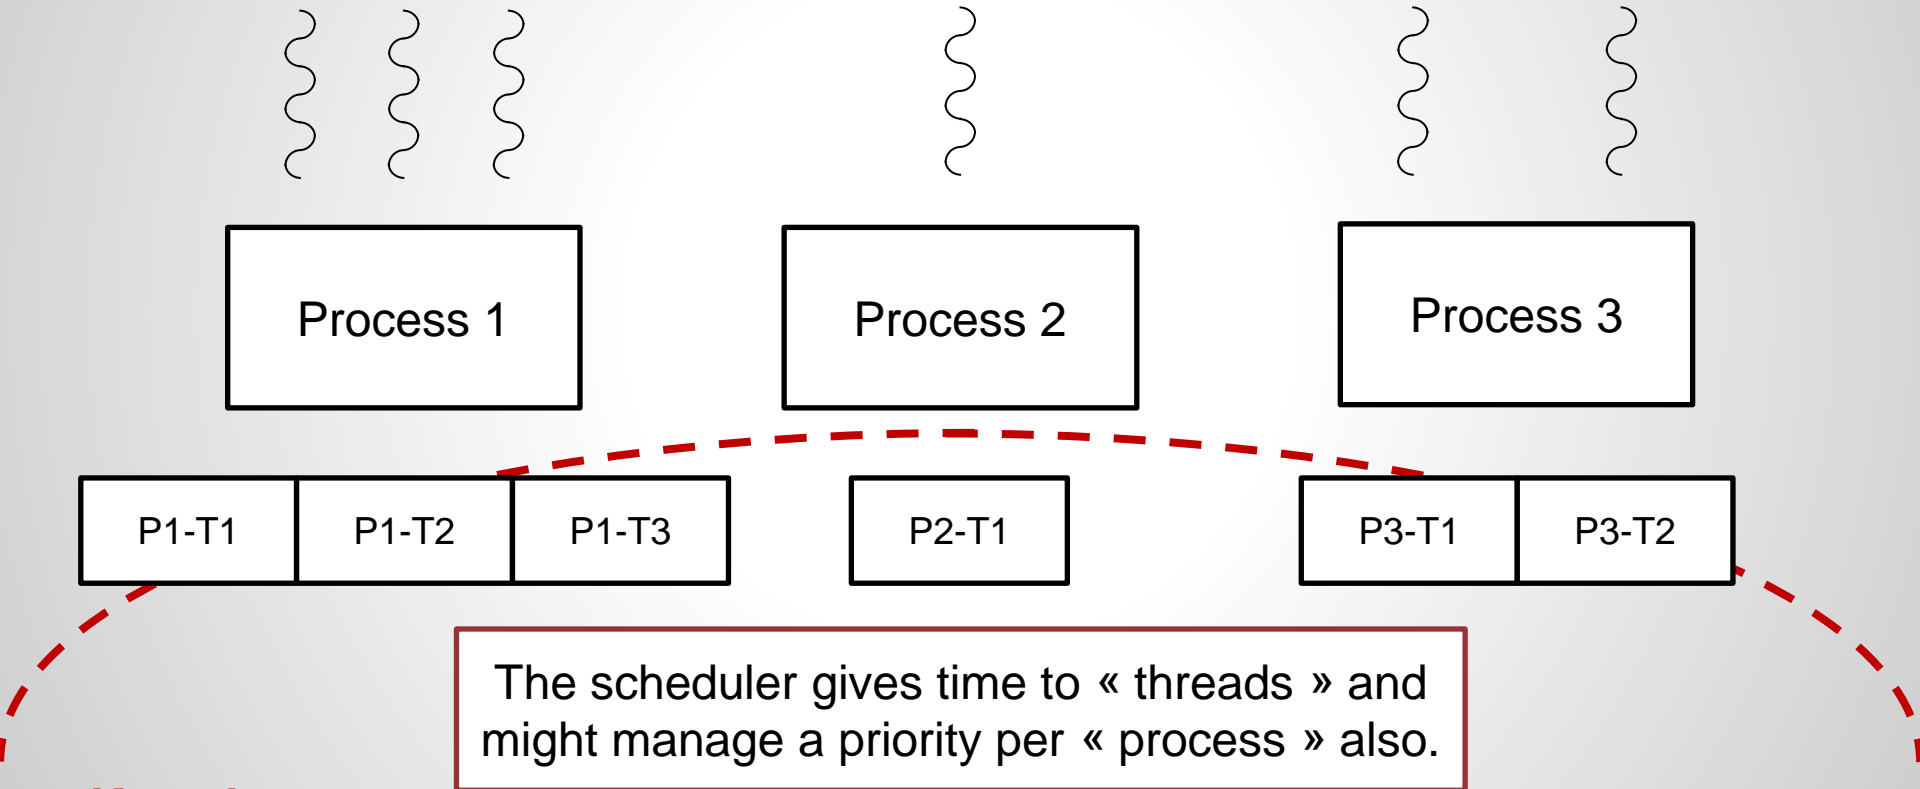 Process 1
Process 2
Process 3
P1-T1
P1-T2
P1-T3
P2-T1
P3-T1
P3-T2
The scheduler gives time to « threads » and
might manage a priority per « process » also.